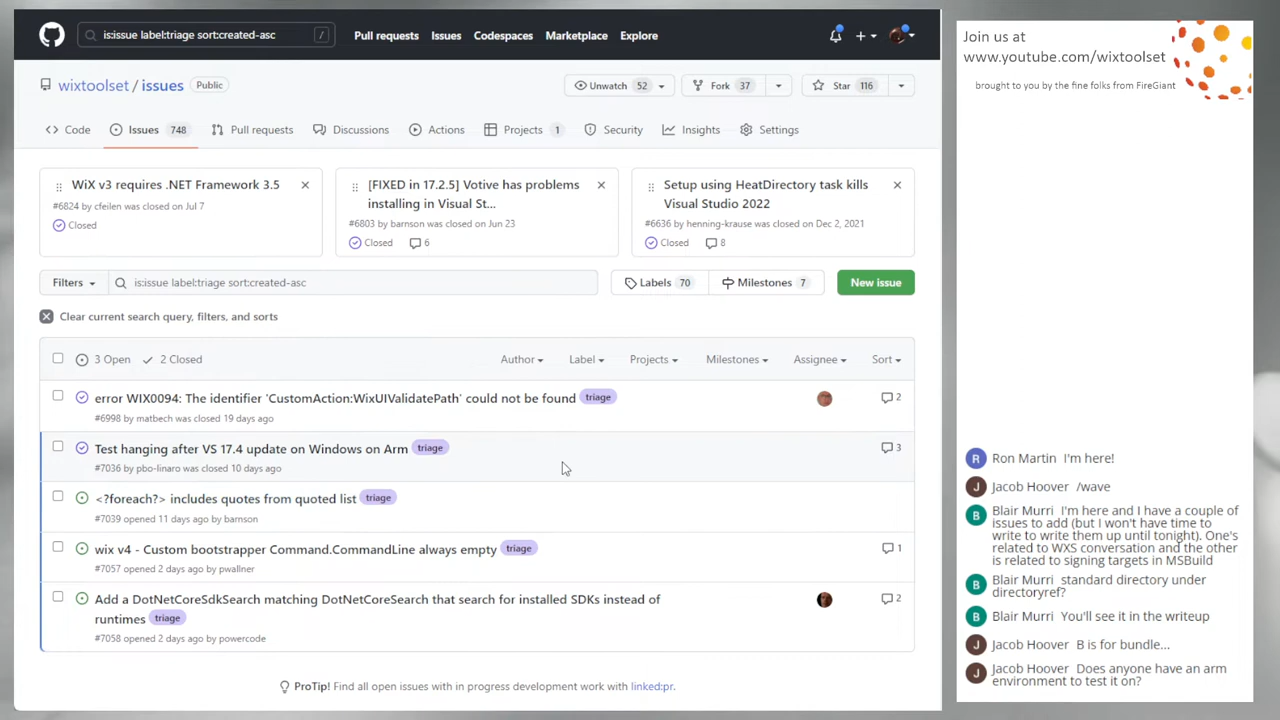 is:issue label:triage sort:created-asc
/
Pull requests Issues Codespaces Marketplace Explore
wixtoolset / issues Public
Unwatch 52 Fork 37 Star 116
Code Issues 748 Pull requests Discussions Actions Projects 1 Security Insights Settings
WiX v3 requires .NET Framework 3.5
#6824 by cfeilen was closed on Jul 7
Closed
[FIXED in 17.2.5] Votive has problems
installing in Visual St...
#6803 by barnson was closed on Jun 23
Closed 6
Setup using HeatDirectory task kills
Visual Studio 2022
#6636 by henning-krause was closed on Dec 2, 2021
Closed 8
Filters is:issue label:triage sort:created-asc Labels 70 Milestones 7 New issue
Clear current search query, filters, and sorts
3 Open 2 Closed Author Label Projects Milestones Assignee Sort
error WIX0094: The identifier 'CustomAction:WixUIValidatePath' could not be found triage 2
#6998 by matbech was closed 19 days ago
Test hanging after VS 17.4 update on Windows on Arm triage 3
#7036 by pbo-linaro was closed 10 days ago
<?foreach?> includes quotes from quoted list triage
#7039 opened 11 days ago by barnson
wix v4 - Custom bootstrapper Command.CommandLine always empty triage 1
#7057 opened 2 days ago by pwallner
Add a DotNetCoreSdkSearch matching DotNetCoreSearch that search for installed SDKs instead of 2
runtimes triage
#7058 opened 2 days ago by powercode
ProTip! Find all open issues with in progress development work with linked:pr.
Join us at
www.youtube.com/wixtoolset
brought to you by the fine folks from FireGiant
R Ron Martin I'm here!
J Jacob Hoover /wave
B Blair Murri I'm here and I have a couple of
issues to add (but I won't have time to
write to write them up until tonight). One's
related to WXS conversation and the other
is related to signing targets in MSBuild
B Blair Murri standard directory under
directoryref?
B Blair Murri You'll see it in the writeup
J Jacob Hoover B is for bundle...
J Jacob Hoover Does anyone have an arm
environment to test it on?